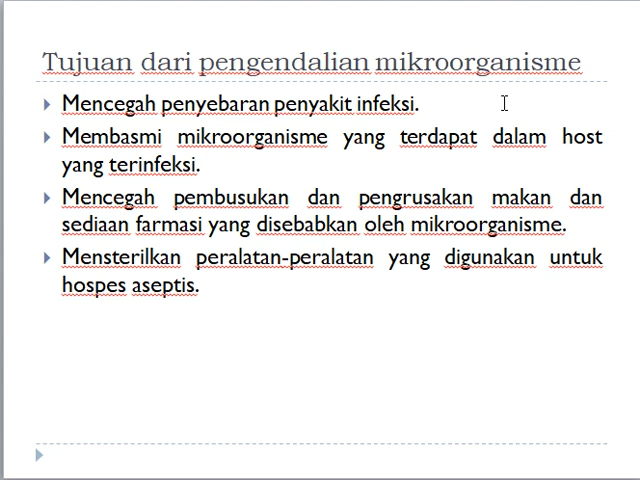 Tujuan dari pengendalian mikroorganisme
Mencegah penyebaran penyakit infeksi.
Membasmi mikroorganisme yang terdapat dalam host
yang terinfeksi.
Mencegah pembusukan dan pengrusakan makan dan
sediaan farmasi yang disebabkan oleh mikroorganisme.
Mensterilkan peralatan-peralatan yang digunakan untuk
hospes aseptis.